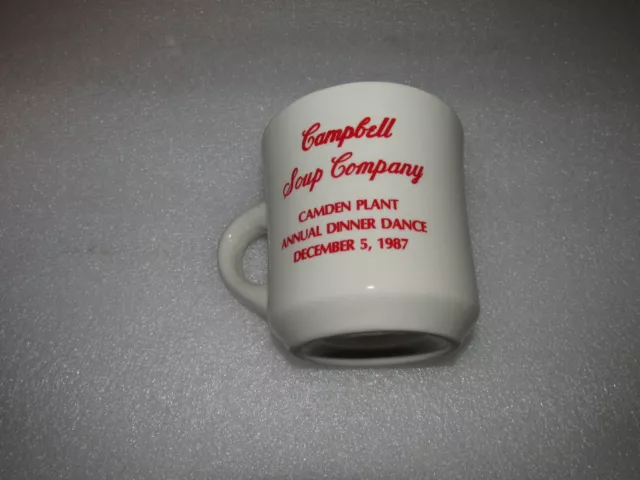 Campbell
Soup Company
CAMDEN PLANT
ANNUAL DINNER DANCE
DECEMBER 5, 1987